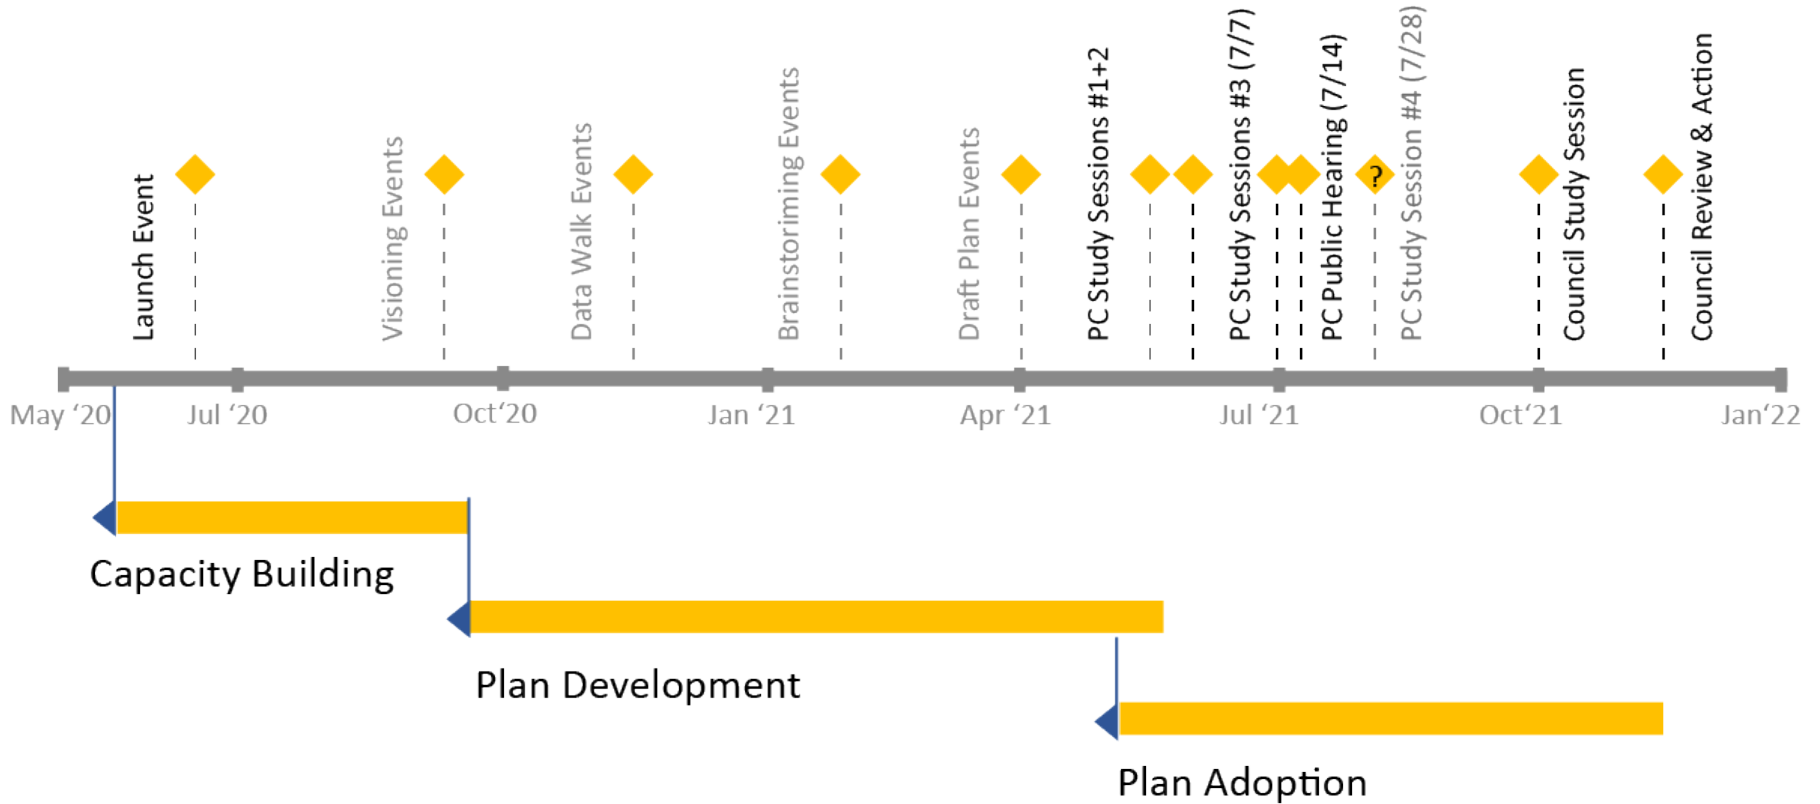 Launch Event
Visioning Events
Data Walk Events
Brainstoriming Events
Draft Plan Events
PC Study Sessions #1+2
PC Study Sessions #3 (7/7)
PC Public Hearing (7/14)
?
PC Study Session #4 (7/28)
Council Study Session
Council Review & Action
May ‘20
Jul ‘20
Oct‘20
Jan ‘21
Apr ‘21
Jul ‘21
Oct‘21
Jan‘22
Capacity Building
Plan Development
Plan Adoption